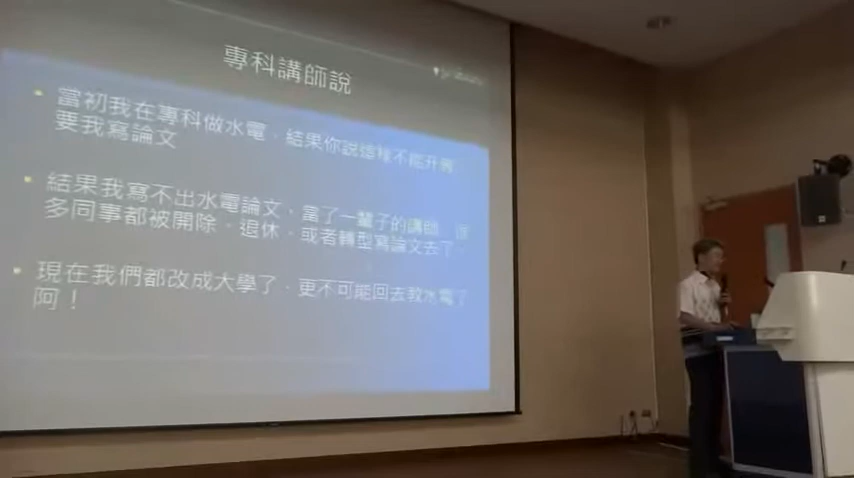 專科講師說
當初我在專科做水電，結果你說這種不能升等
要我寫論文
結果我寫不出水電論文，當了一輩子的講師，很
多同事都被開除，退休，或者轉型寫論文去了
現在我們都改成大學了，更不可能回去教水電了
阿！